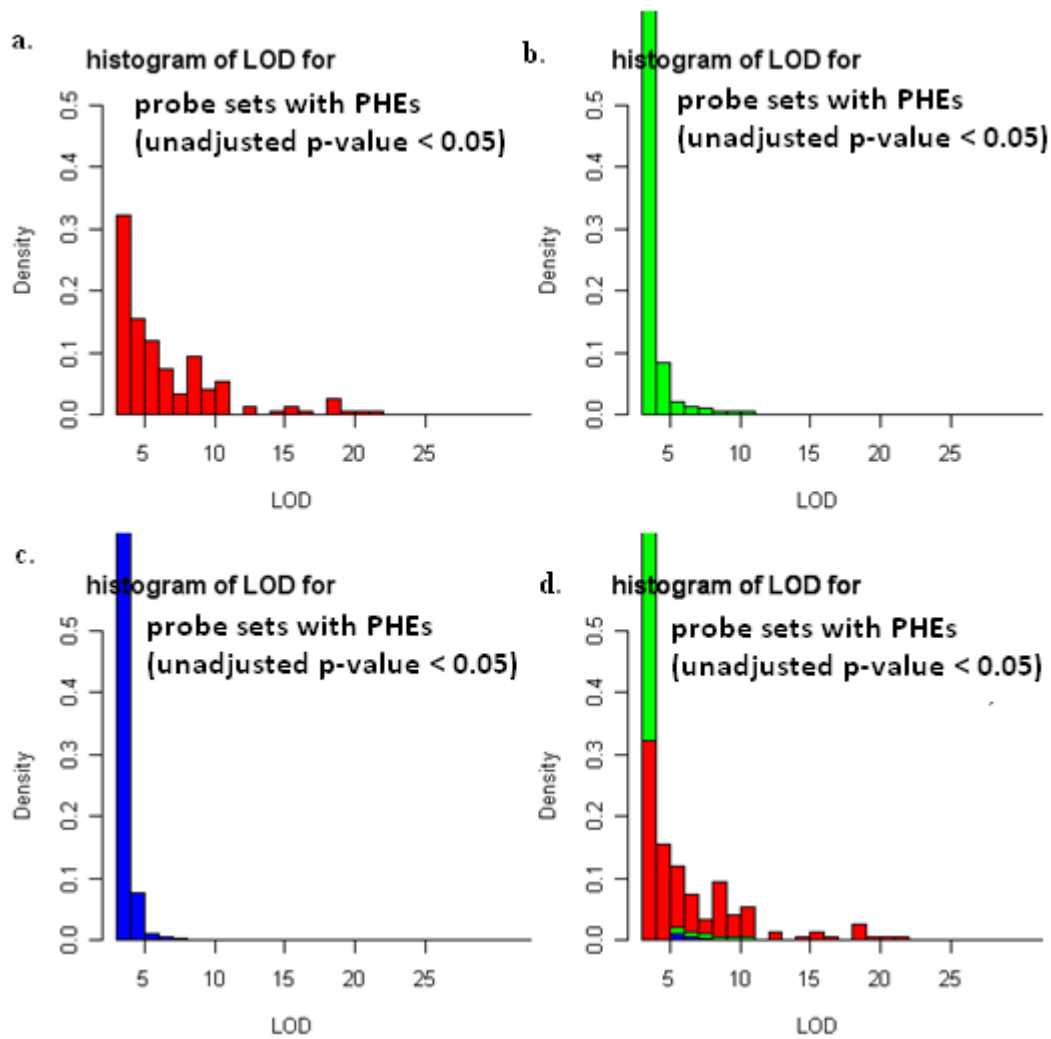 a.
histogram of LOD for
probe sets with PHEs
(unadjusted p-value < 0.05)
Density
0.0 0.1 0.2 0.3 0.4 0.5
5 10 15 20 25
LOD
b.
histogram of LOD for
probe sets with PHEs
(unadjusted p-value < 0.05)
Density
0.0 0.1 0.2 0.3 0.4 0.5
5 10 15 20 25
LOD
c.
histogram of LOD for
probe sets with PHEs
(unadjusted p-value < 0.05)
Density
0.0 0.1 0.2 0.3 0.4 0.5
5 10 15 20 25
LOD
d.
histogram of LOD for
probe sets with PHEs
(unadjusted p-value < 0.05)
Density
0.0 0.1 0.2 0.3 0.4 0.5
5 10 15 20 25
LOD